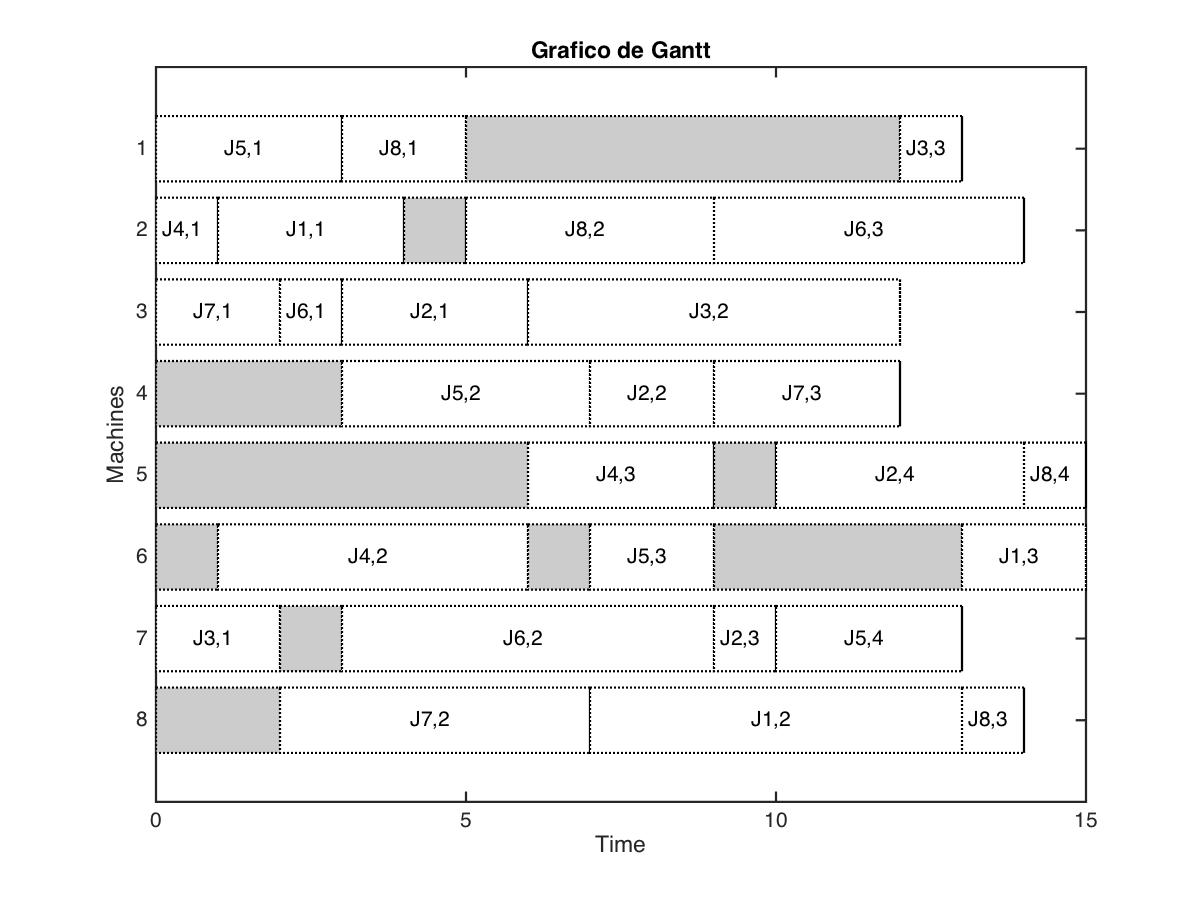 Grafico de Gantt
Machines
1 J5,1 J8,1 J3,3
2 J4,1 J1,1 J8,2 J6,3
3 J7,1 J6,1 J2,1 J3,2
4 J5,2 J2,2 J7,3
5 J4,3 J2,4 J8,4
6 J4,2 J5,3 J1,3
7 J3,1 J6,2 J2,3 J5,4
8 J7,2 J1,2 J8,3
0 5 10 15
Time